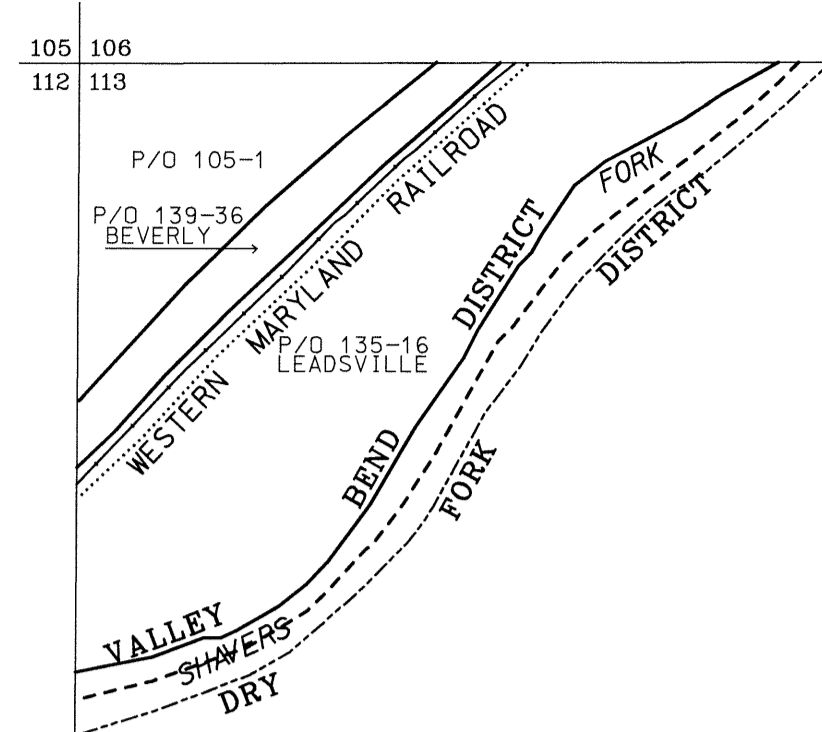 105 106
112 113
P/O 105-1
P/O 139-36
BEVERLY
WESTERN MARYLAND RAILROAD
P/O 135-16
LEADSVILLE
VALLEY BEND DISTRICT
SHAVERS FORK
DRY FORK DISTRICT